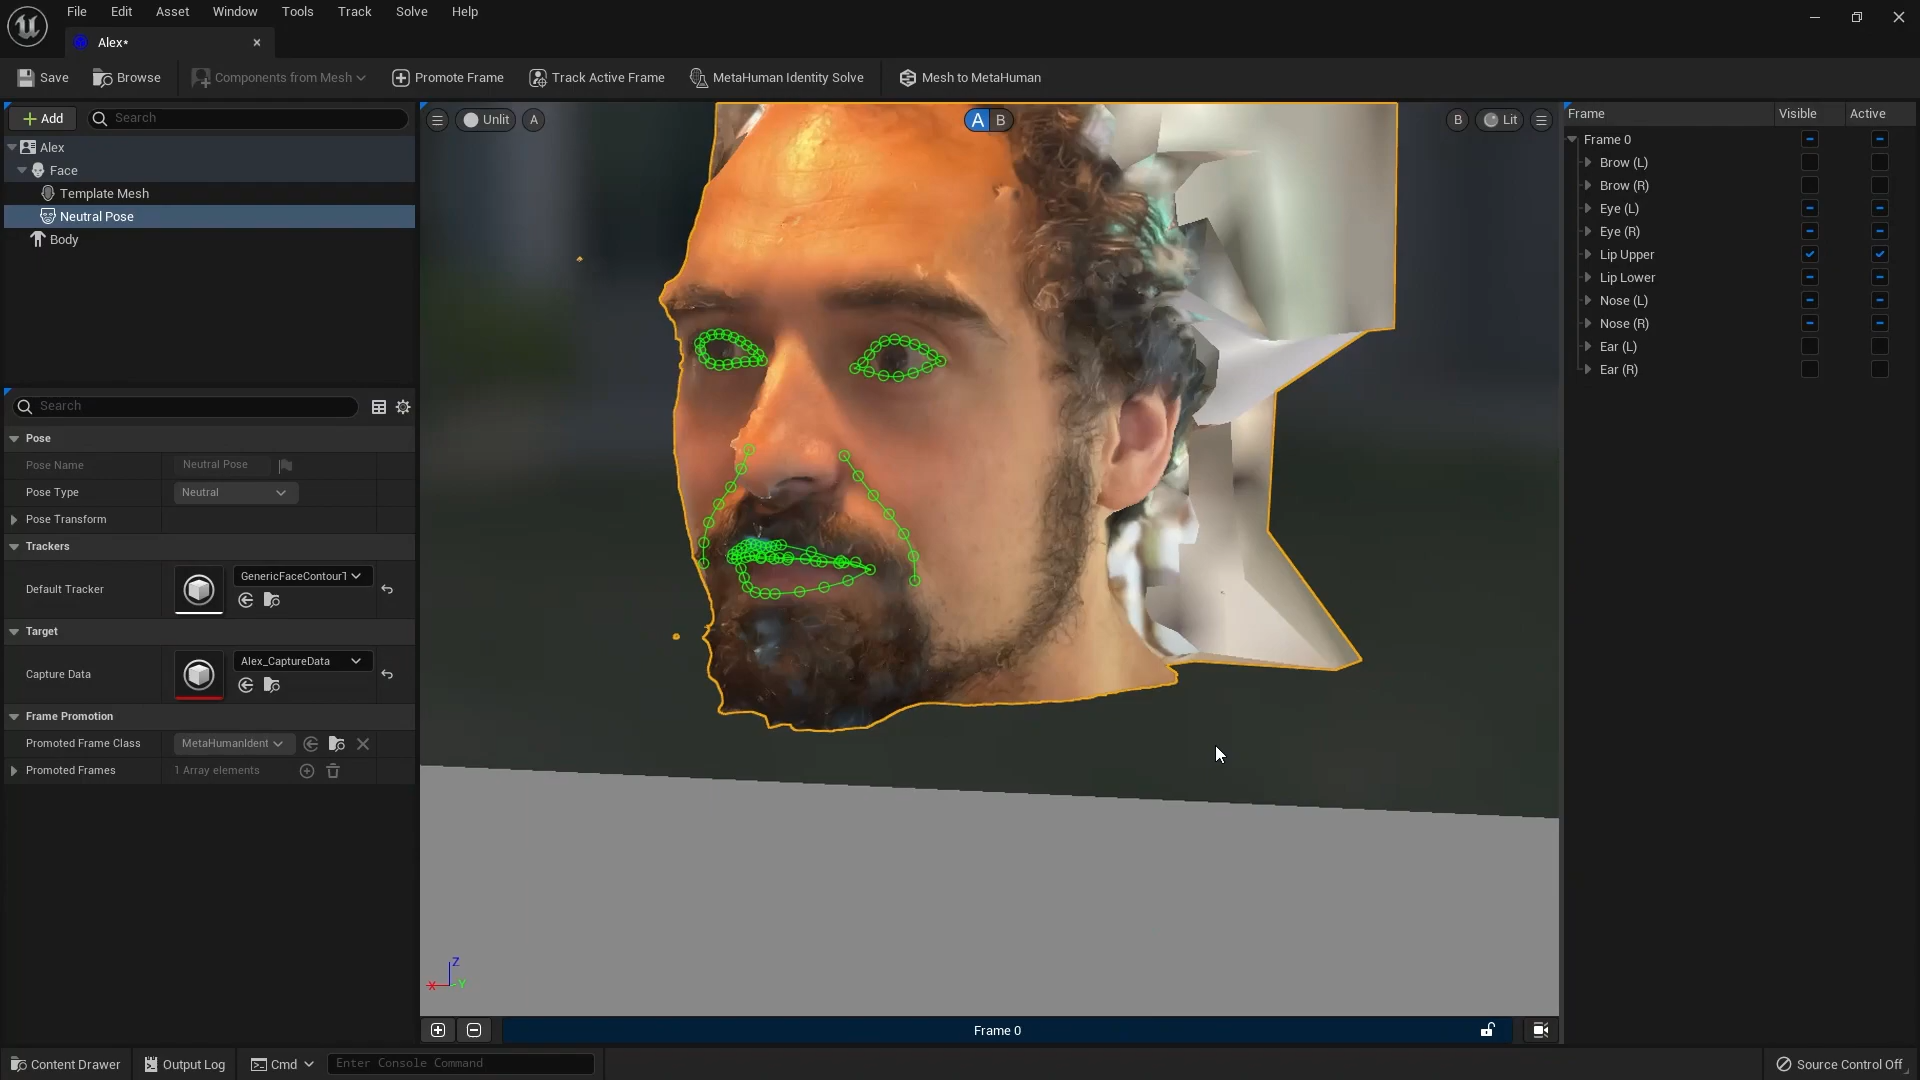 File Edit Asset Window Tools Track Solve Help
Alex*
Save Browse Components from Mesh Promote Frame Track Active Frame MetaHuman Identity Solve Mesh to MetaHuman
Add Search
Alex
Face
Template Mesh
Neutral Pose
Body
Search
Pose
Pose Name Neutral Pose
Pose Type Neutral
Pose Transform
Trackers
Default Tracker GenericFaceContourT
Target
Capture Data Alex_CaptureData
Frame Promotion
Promoted Frame Class MetaHumanIdent
Promoted Frames 1 Array elements
Unlit A A B B Lit
Z
X Y
Frame 0
Frame Visible Active
Frame 0
Brow (L)
Brow (R)
Eye (L)
Eye (R)
Lip Upper
Lip Lower
Nose (L)
Nose (R)
Ear (L)
Ear (R)
Content Drawer Output Log Cmd Enter Console Command Source Control Off